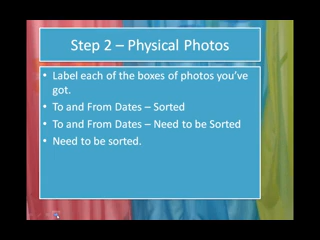 Step 2 – Physical Photos
• Label each of the boxes of photos you've
got.
• To and From Dates – Sorted
• To and From Dates – Need to be Sorted
• Need to be sorted.